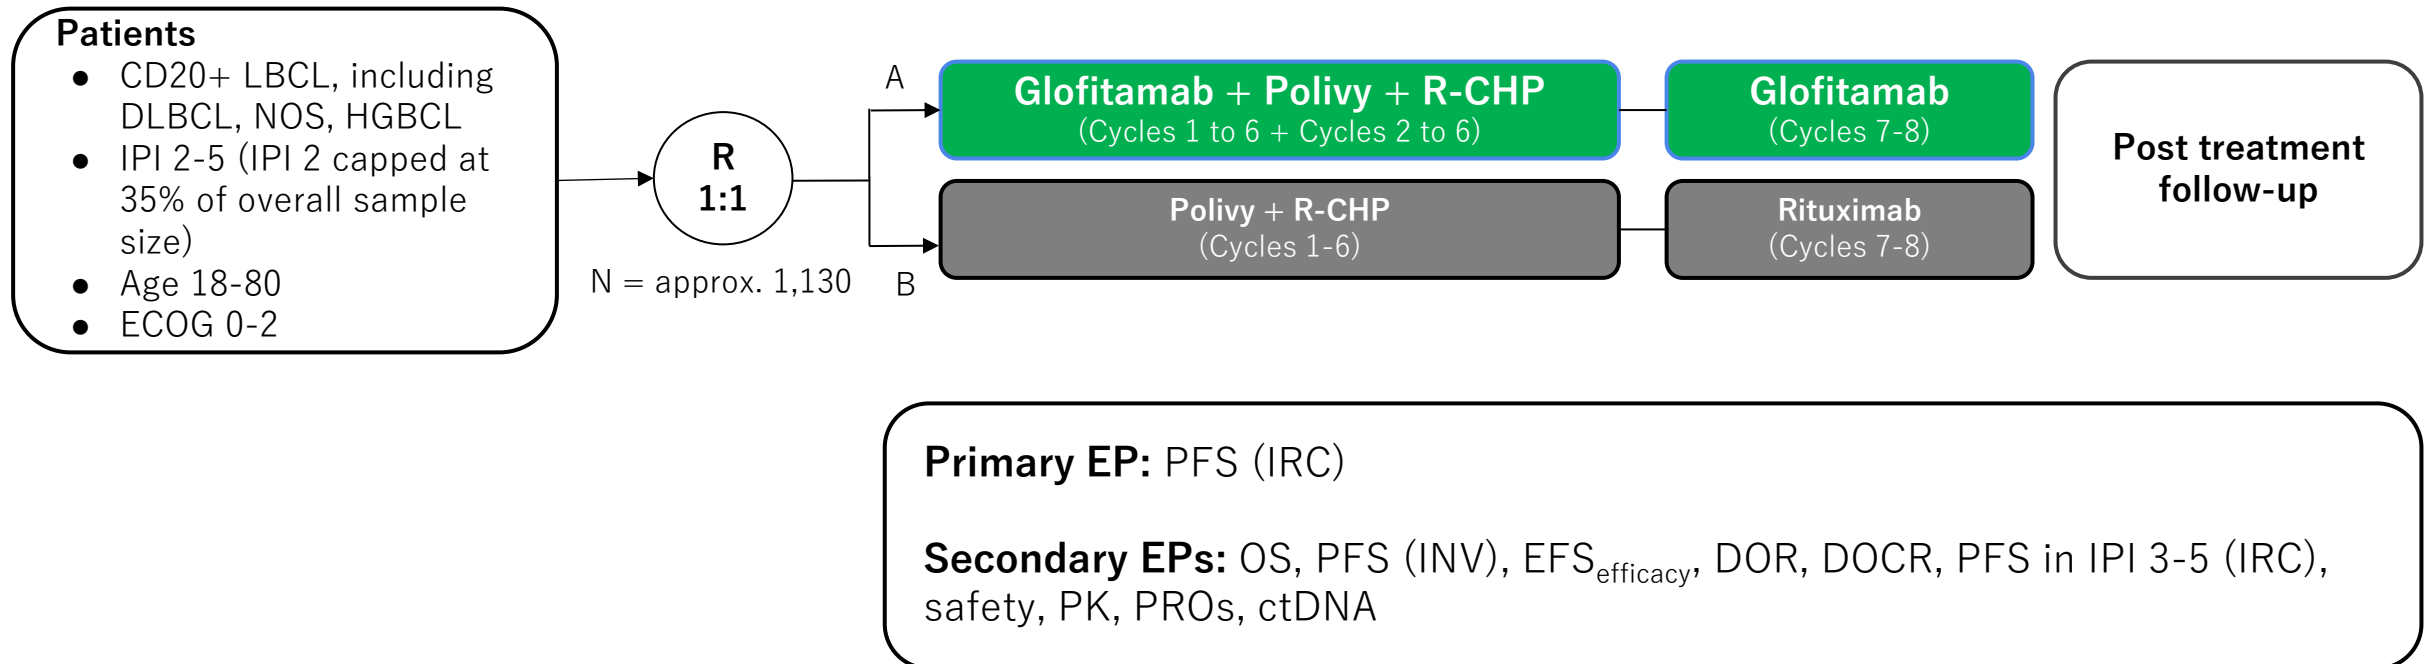 Patients
● CD20+ LBCL, including
DLBCL, NOS, HGBCL
● IPI 2-5 (IPI 2 capped at
35% of overall sample
size)
● Age 18-80
● ECOG 0-2
R
1:1
N = approx. 1,130
A
Glofitamab + Polivy + R-CHP
(Cycles 1 to 6 + Cycles 2 to 6)
Glofitamab
(Cycles 7-8)
B
Polivy + R-CHP
(Cycles 1-6)
Rituximab
(Cycles 7-8)
Post treatment
follow-up
Primary EP: PFS (IRC)
Secondary EPs: OS, PFS (INV), EFSefficacy, DOR, DOCR, PFS in IPI 3-5 (IRC),
safety, PK, PROs, ctDNA